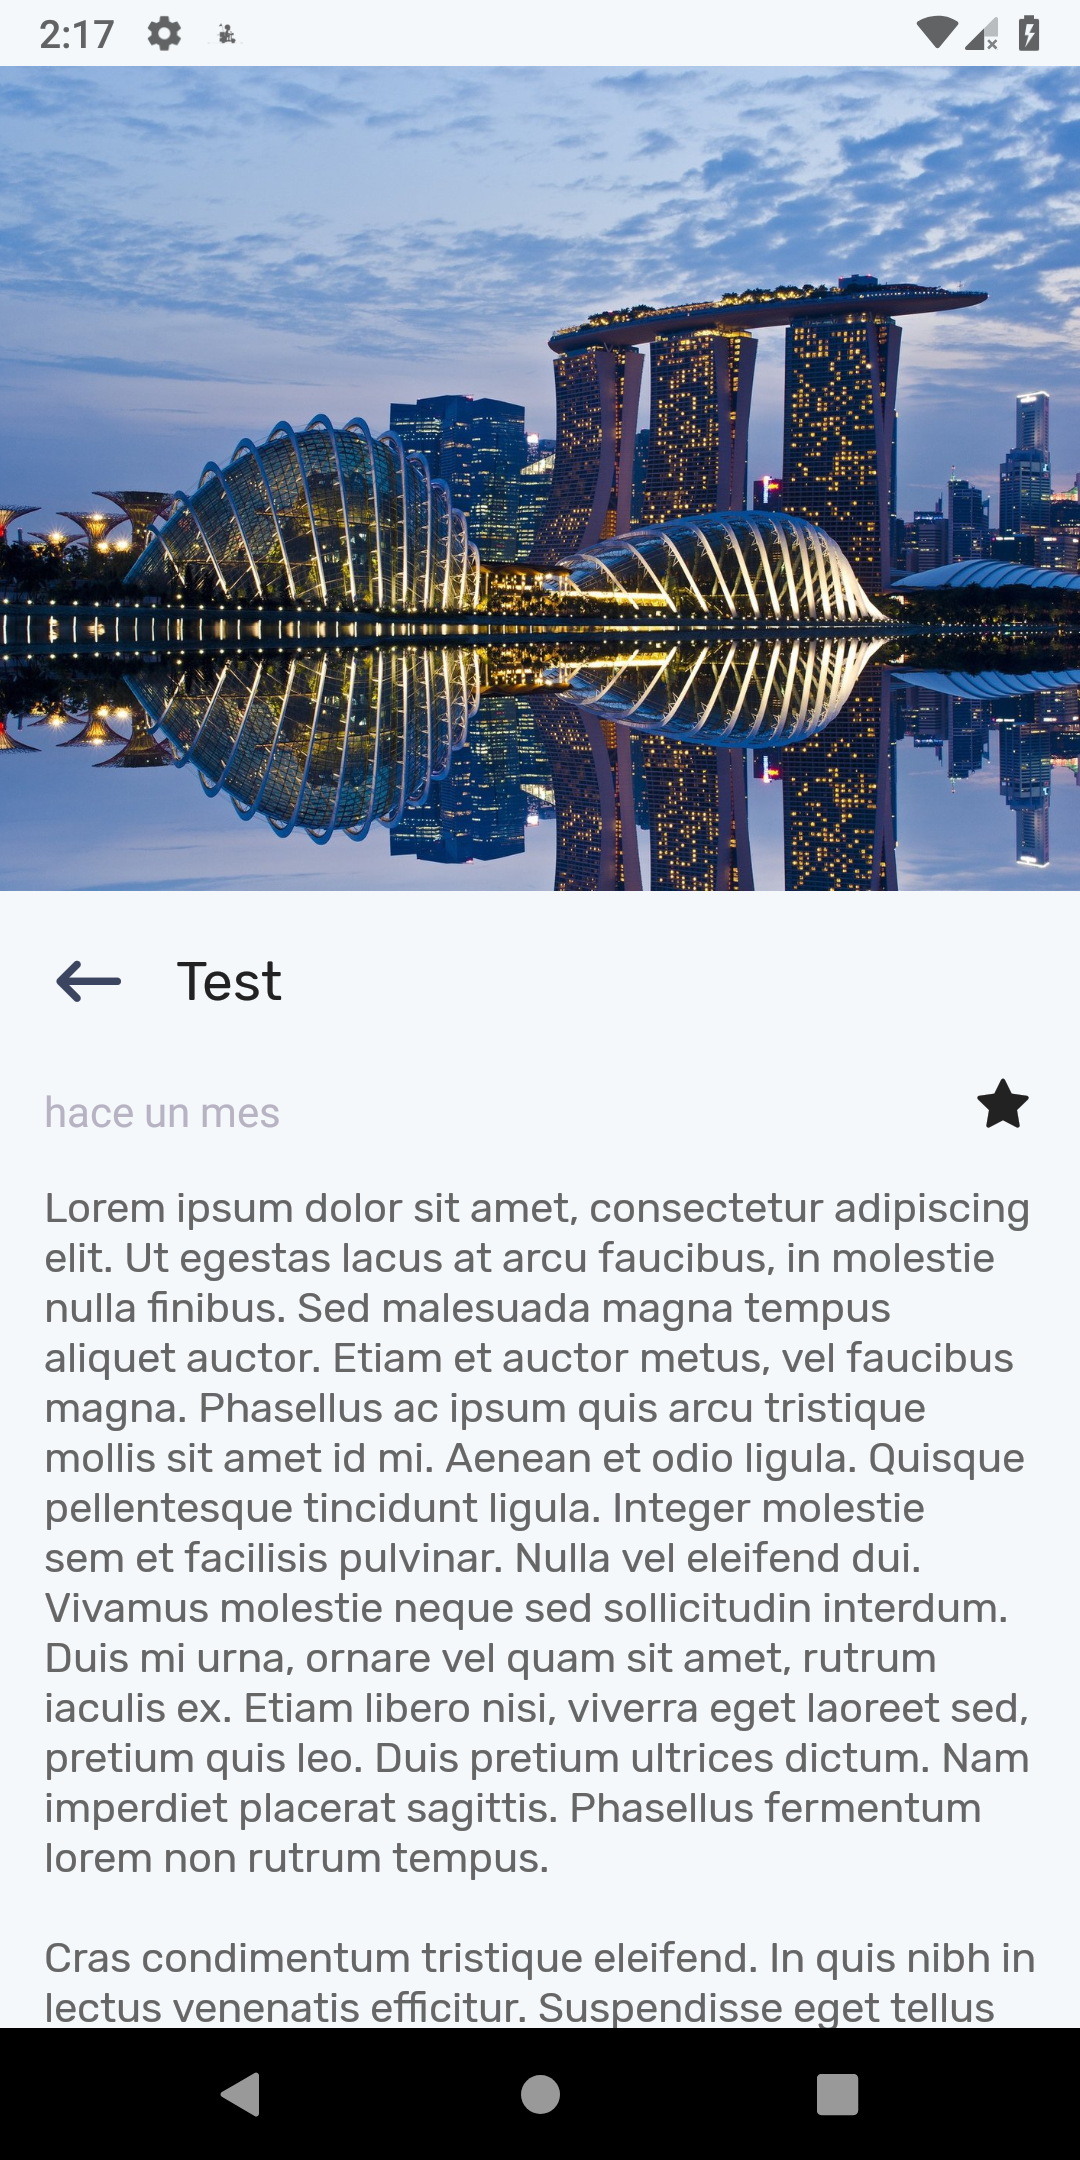 2:17
Test
hace un mes
Lorem ipsum dolor sit amet, consectetur adipiscing
elit. Ut egestas lacus at arcu faucibus, in molestie
nulla finibus. Sed malesuada magna tempus
aliquet auctor. Etiam et auctor metus, vel faucibus
magna. Phasellus ac ipsum quis arcu tristique
mollis sit amet id mi. Aenean et odio ligula. Quisque
pellentesque tincidunt ligula. Integer molestie
sem et facilisis pulvinar. Nulla vel eleifend dui.
Vivamus molestie neque sed sollicitudin interdum.
Duis mi urna, ornare vel quam sit amet, rutrum
iaculis ex. Etiam libero nisi, viverra eget laoreet sed,
pretium quis leo. Duis pretium ultrices dictum. Nam
imperdiet placerat sagittis. Phasellus fermentum
lorem non rutrum tempus.
Cras condimentum tristique eleifend. In quis nibh in
lectus venenatis efficitur. Suspendisse eget tellus